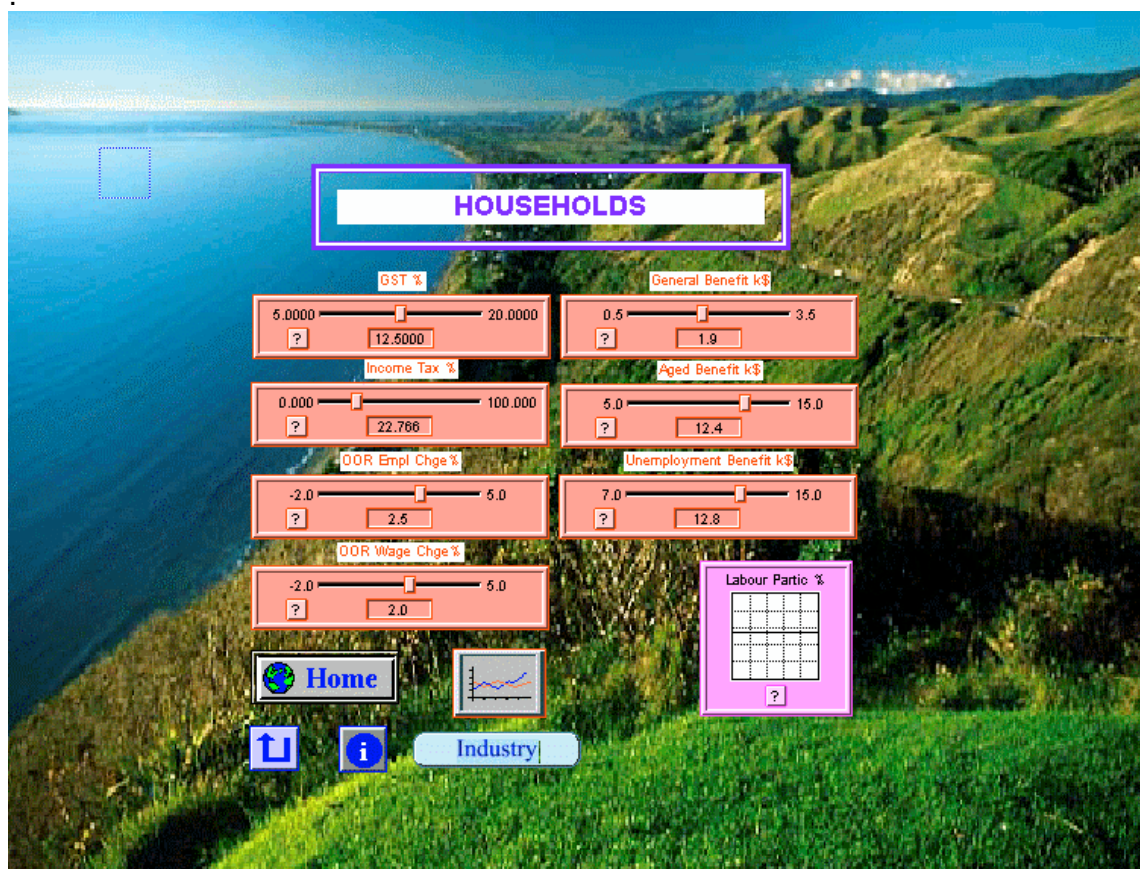 .
HOUSEHOLDS
GST %
5.0000 20.0000
? 12.5000
Income Tax %
0.000 100.000
? 22.766
OOR Empl Chge %
-2.0 5.0
? 2.5
OOR Wage Chge %
-2.0 5.0
? 2.0
General Benefit k$
0.5 3.5
? 1.9
Aged Benefit k$
5.0 15.0
? 12.4
Unemployment Benefit k$
7.0 15.0
? 12.8
Labour Partic %
?
Home
i
Industry